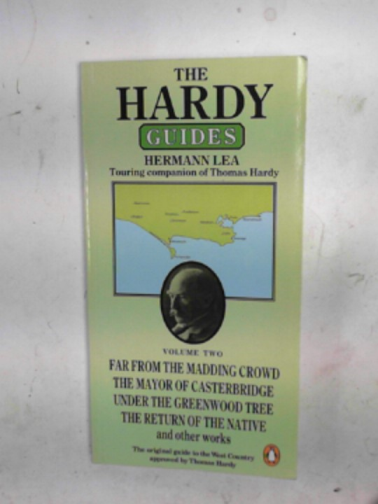 THE
HARDY
GUIDES
HERMANN LEA
Touring companion of Thomas Hardy
VOLUME TWO
FAR FROM THE MADDING CROWD
THE MAYOR OF CASTERBRIDGE
UNDER THE GREENWOOD TREE
THE RETURN OF THE NATIVE
and other works
The original guide to the West Country
approved by Thomas Hardy